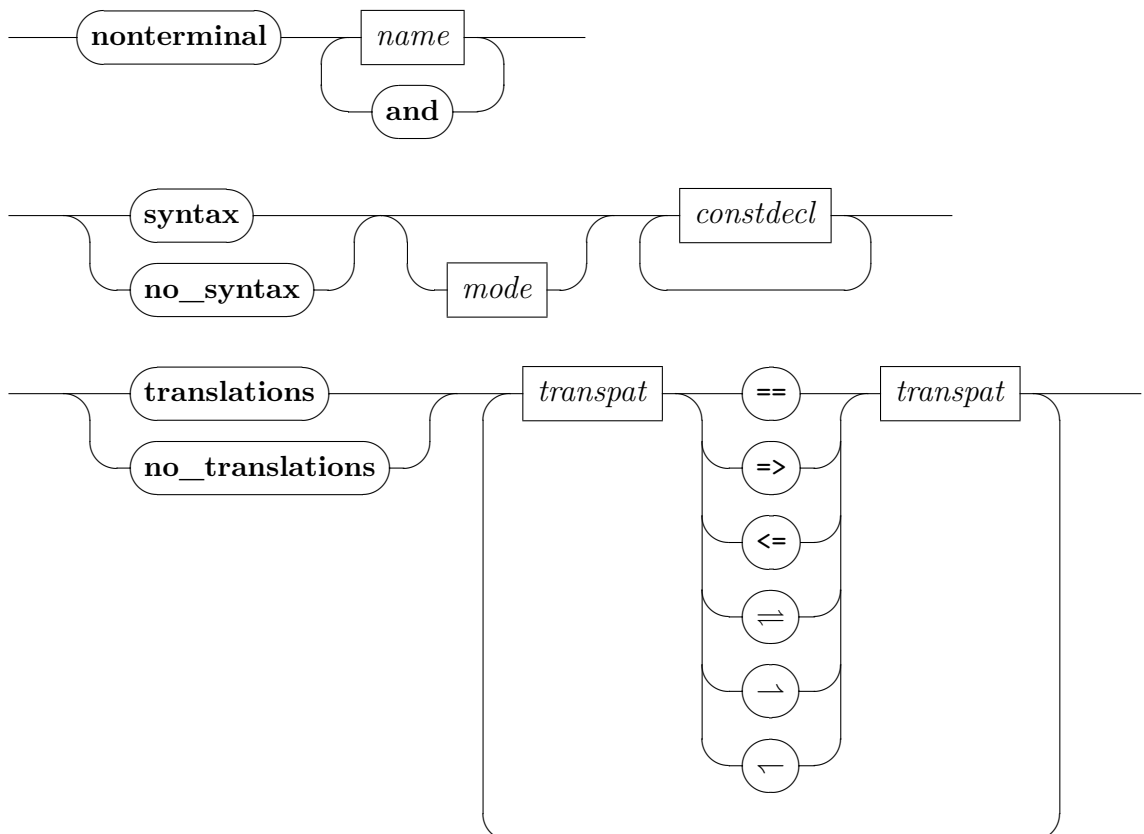 nonterminal name
and
syntax constdecl
no_syntax mode
translations transpat == transpat
no_translations =>
<=
⇌
⇀
↽